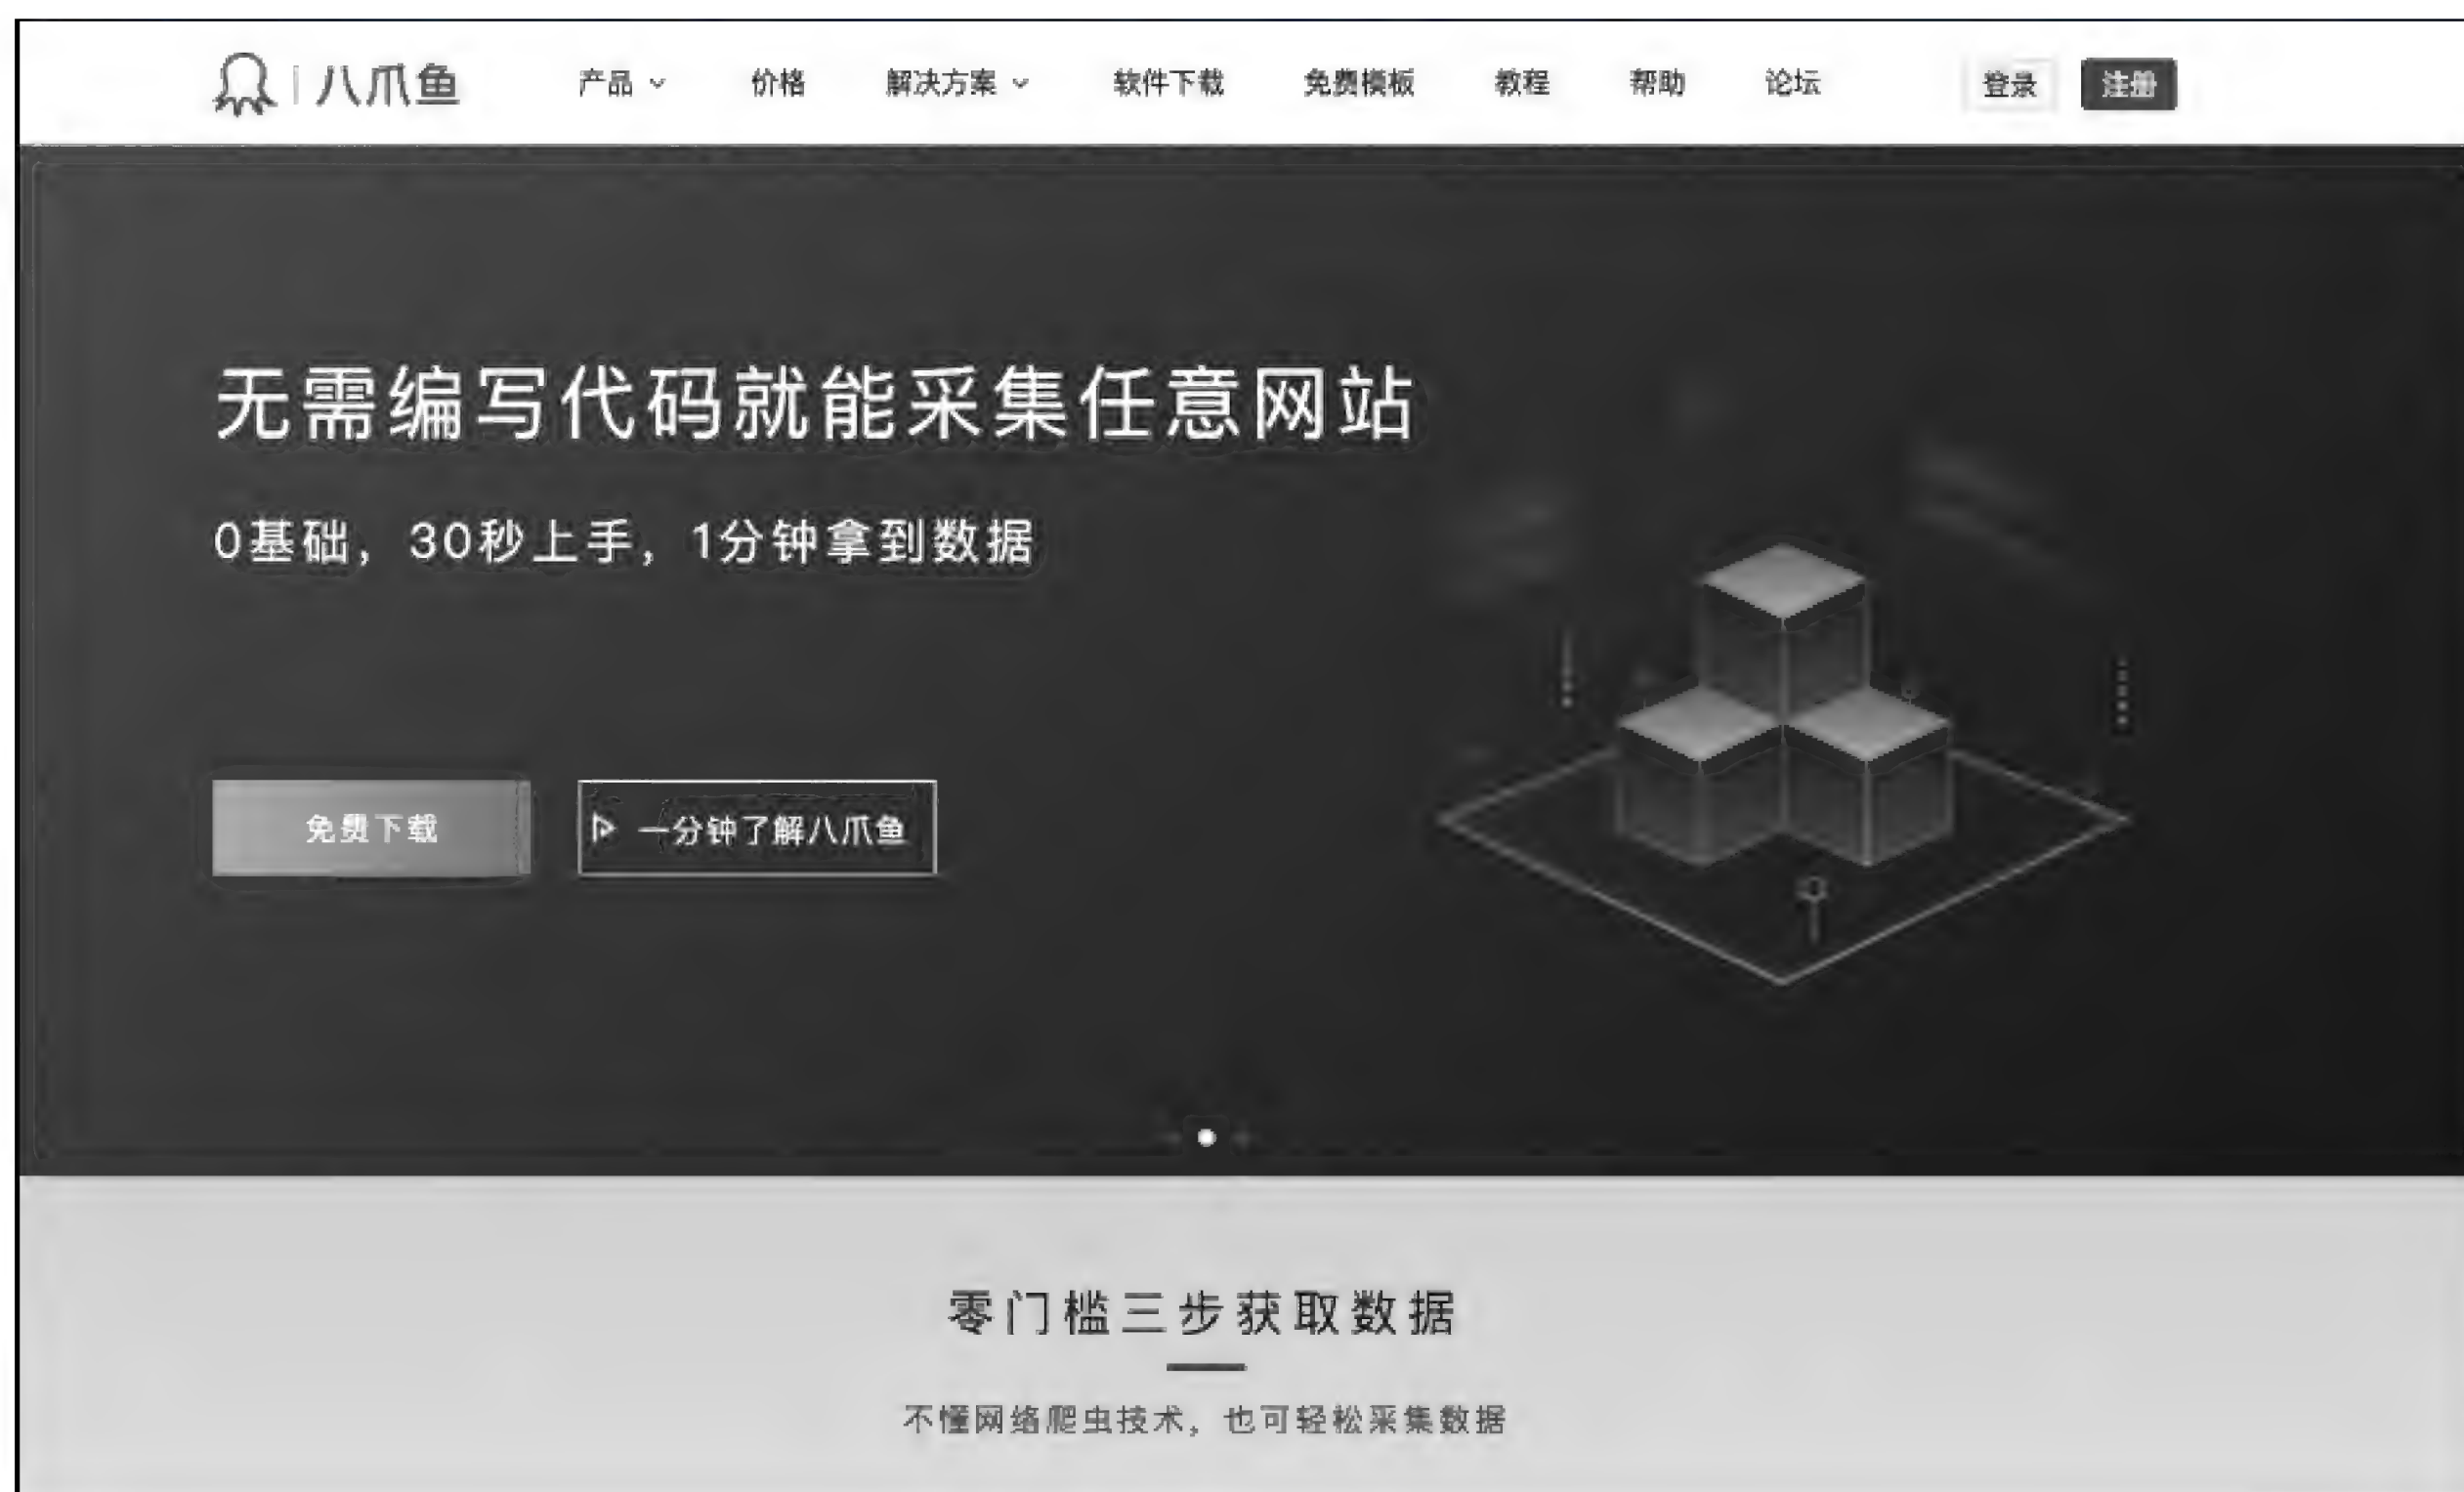 八爪鱼 产品 价格 解决方案 软件下载 免费模板 教程 帮助 论坛 登录 注册
无需编写代码就能采集任意网站
0基础，30秒上手，1分钟拿到数据
免费下载 一分钟了解八爪鱼
零门槛三步获取数据
不懂网络爬虫技术，也可轻松采集数据